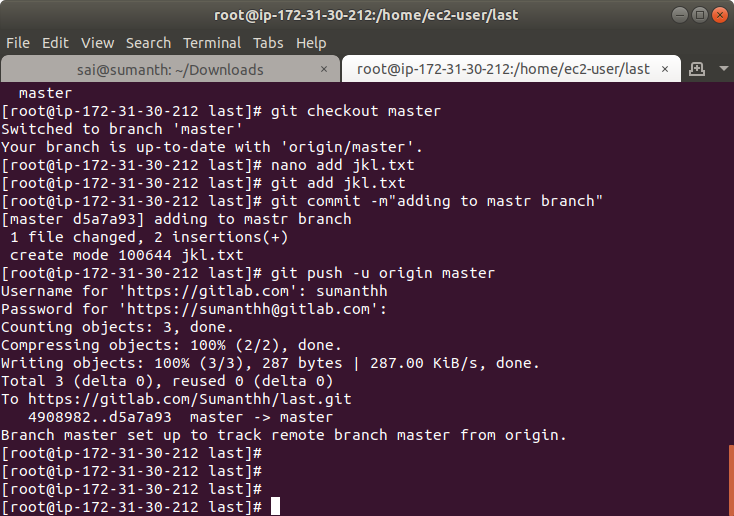 root@ip-172-31-30-212:/home/ec2-user/last
File Edit View Search Terminal Tabs Help
sai@sumanth: ~/Downloads × root@ip-172-31-30-212:/home/ec2-user/last ×
  master
[root@ip-172-31-30-212 last]# git checkout master
Switched to branch 'master'
Your branch is up-to-date with 'origin/master'.
[root@ip-172-31-30-212 last]# nano add jkl.txt
[root@ip-172-31-30-212 last]# git add jkl.txt
[root@ip-172-31-30-212 last]# git commit -m"adding to mastr branch"
[master d5a7a93] adding to mastr branch
 1 file changed, 2 insertions(+)
 create mode 100644 jkl.txt
[root@ip-172-31-30-212 last]# git push -u origin master
Username for 'https://gitlab.com': sumanthh
Password for 'https://sumanthh@gitlab.com':
Counting objects: 3, done.
Compressing objects: 100% (2/2), done.
Writing objects: 100% (3/3), 287 bytes | 287.00 KiB/s, done.
Total 3 (delta 0), reused 0 (delta 0)
To https://gitlab.com/Sumanthh/last.git
   4908982..d5a7a93  master -> master
Branch master set up to track remote branch master from origin.
[root@ip-172-31-30-212 last]#
[root@ip-172-31-30-212 last]#
[root@ip-172-31-30-212 last]#
[root@ip-172-31-30-212 last]#